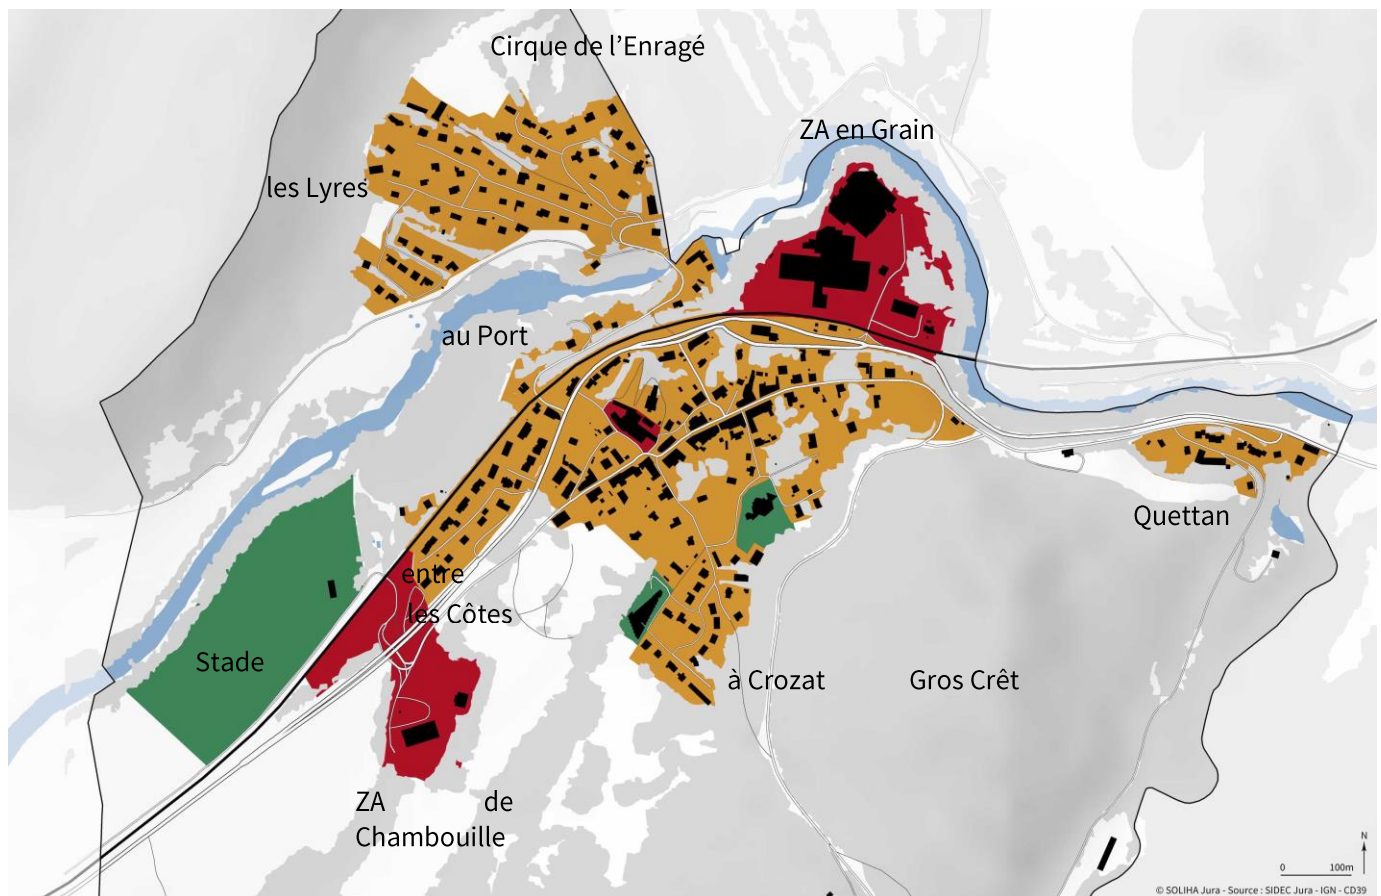 Cirque de l'Enragé
ZA en Grain
les Lyres
au Port
Quettan
entre
les Côtes
Stade
à Crozat
Gros Crêt
ZA de
Chambouille
N
0 100m
© SOLIHA Jura - Source : SIDEC Jura - IGN - CD39